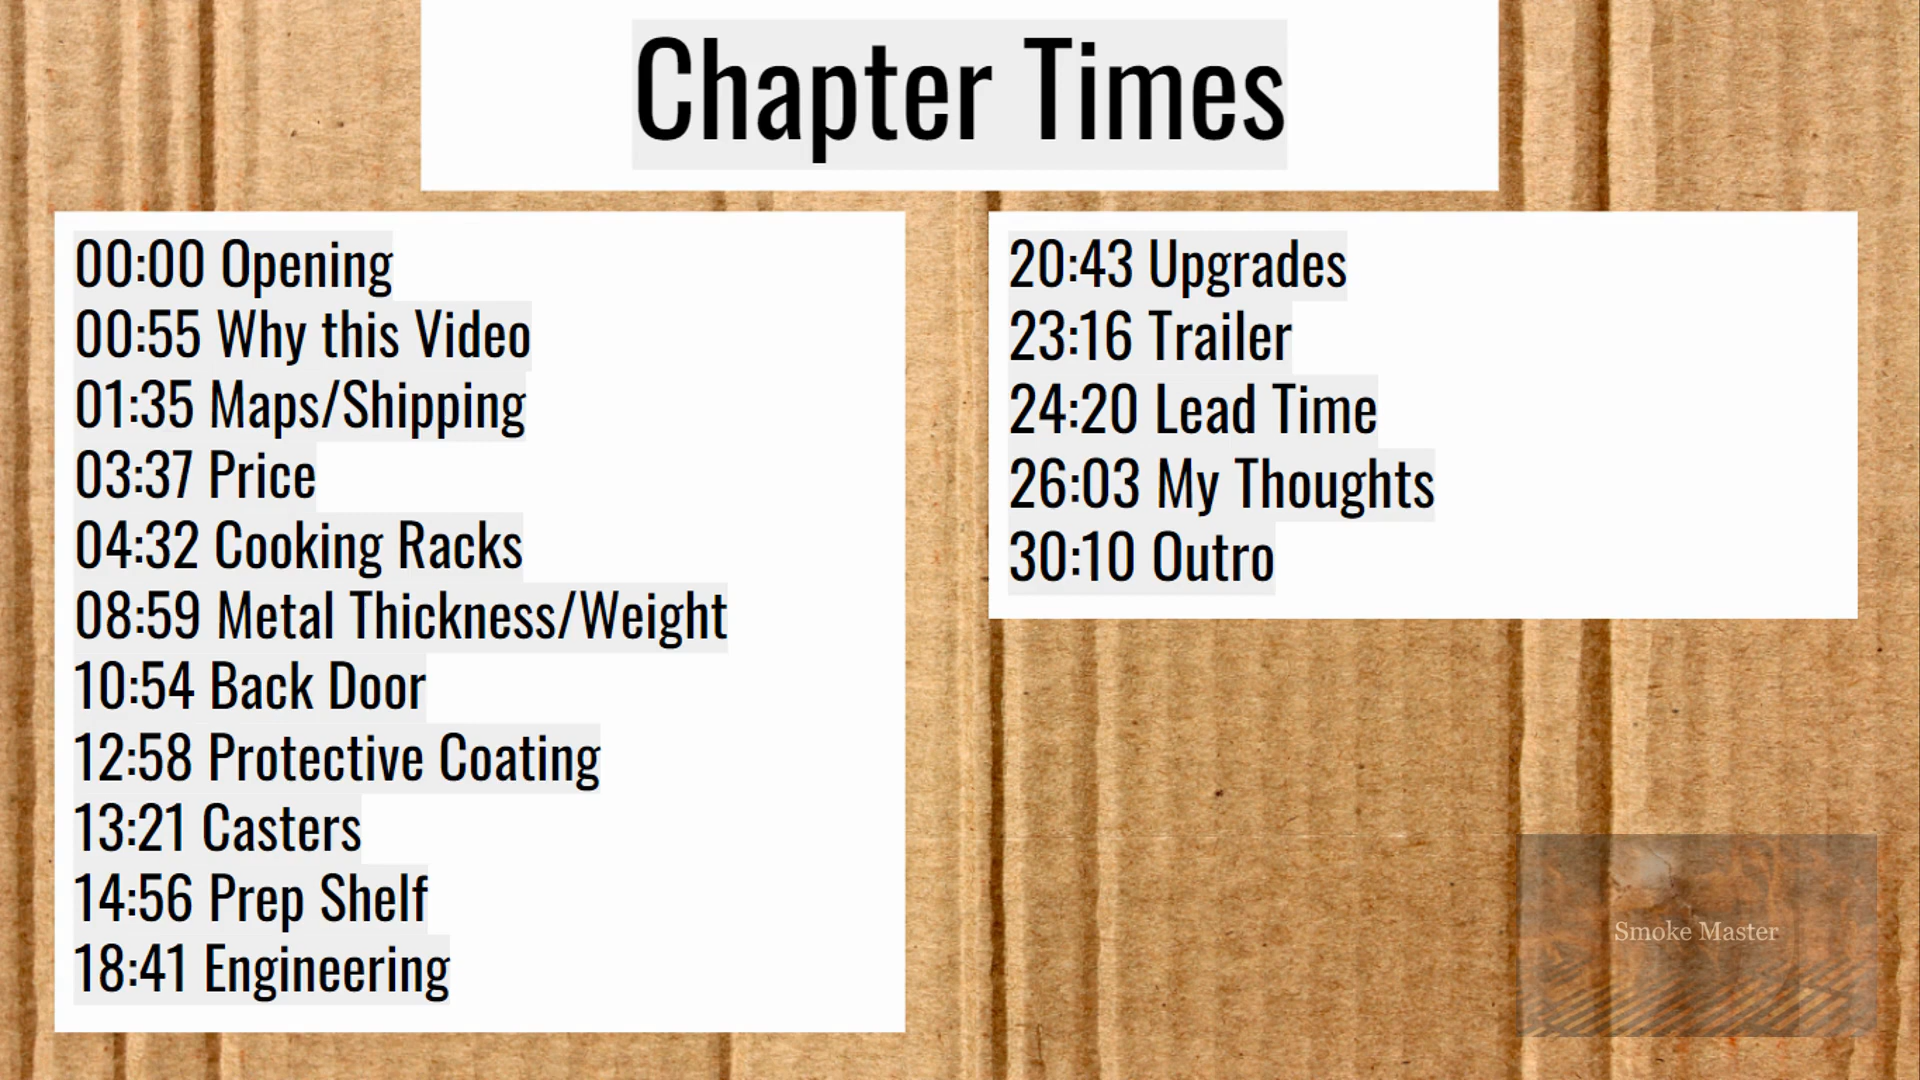 Chapter Times
00:00 Opening
00:55 Why this Video
01:35 Maps/Shipping
03:37 Price
04:32 Cooking Racks
08:59 Metal Thickness/Weight
10:54 Back Door
12:58 Protective Coating
13:21 Casters
14:56 Prep Shelf
18:41 Engineering
20:43 Upgrades
23:16 Trailer
24:20 Lead Time
26:03 My Thoughts
30:10 Outro
Smoke Master